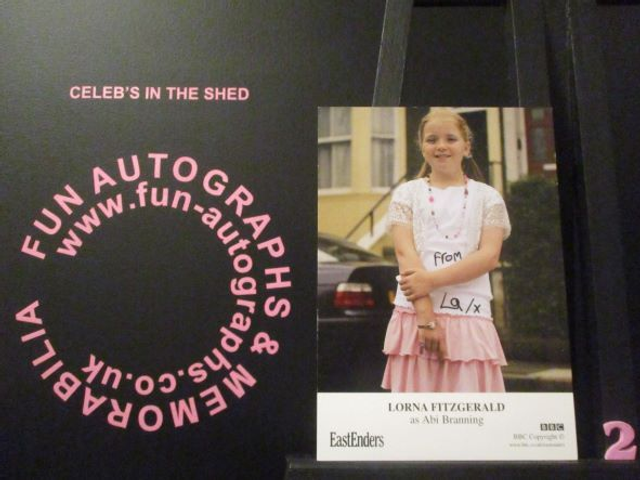 CELEB'S IN THE SHED
FUN AUTOGRAPHS & MEMORABILIA
www.fun-autographs.co.uk
From
LORNA FITZGERALD
as Abi Branning
EastEnders
BBC
BBC Copyright ©
2